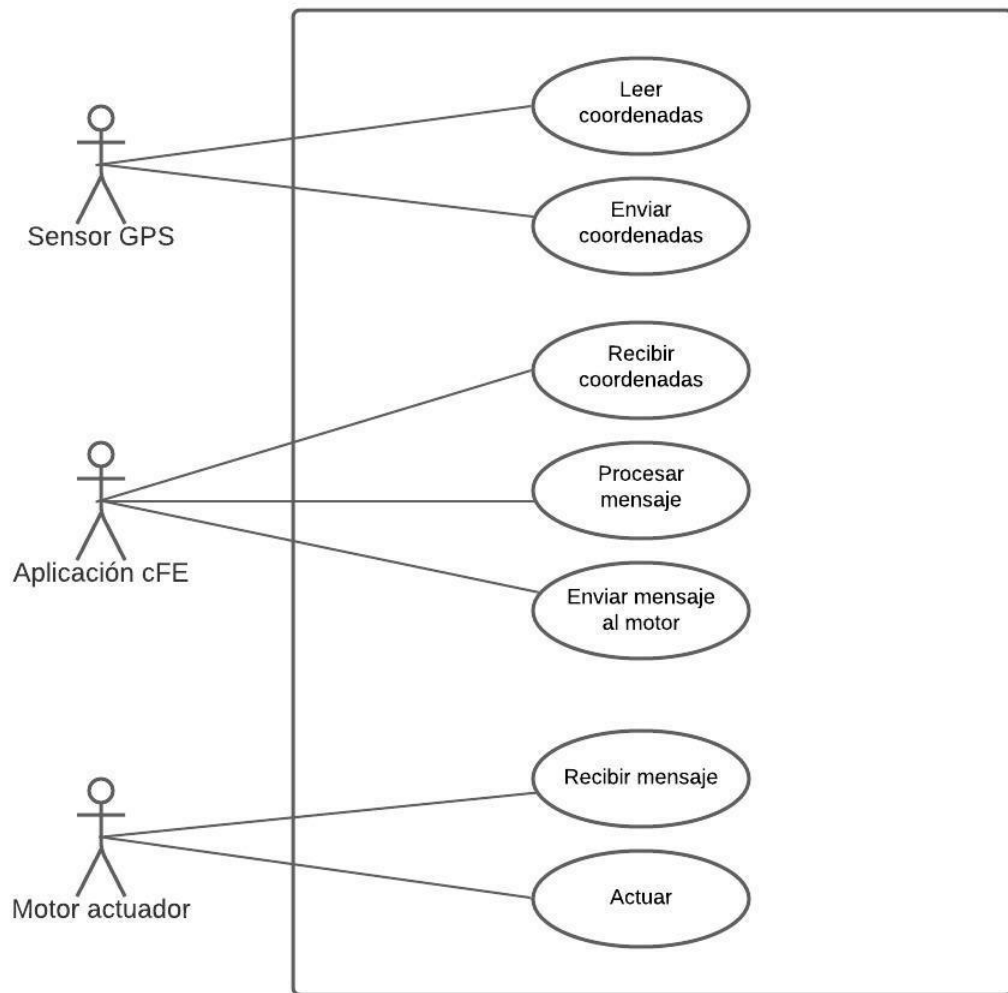 Leer
coordenadas
Sensor GPS
Enviar
coordenadas
Recibir
coordenadas
Aplicación cFE
Procesar
mensaje
Enviar mensaje
al motor
Motor actuador
Recibir mensaje
Actuar